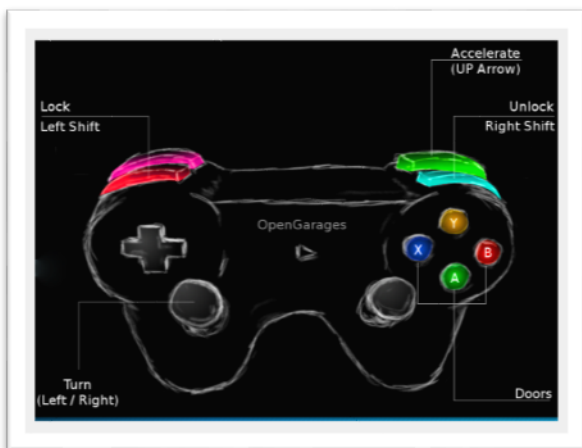 Accelerate
(UP Arrow)
Lock
Left Shift
Unlock
Right Shift
OpenGarages
Y
X
B
A
Turn
(Left / Right)
Doors